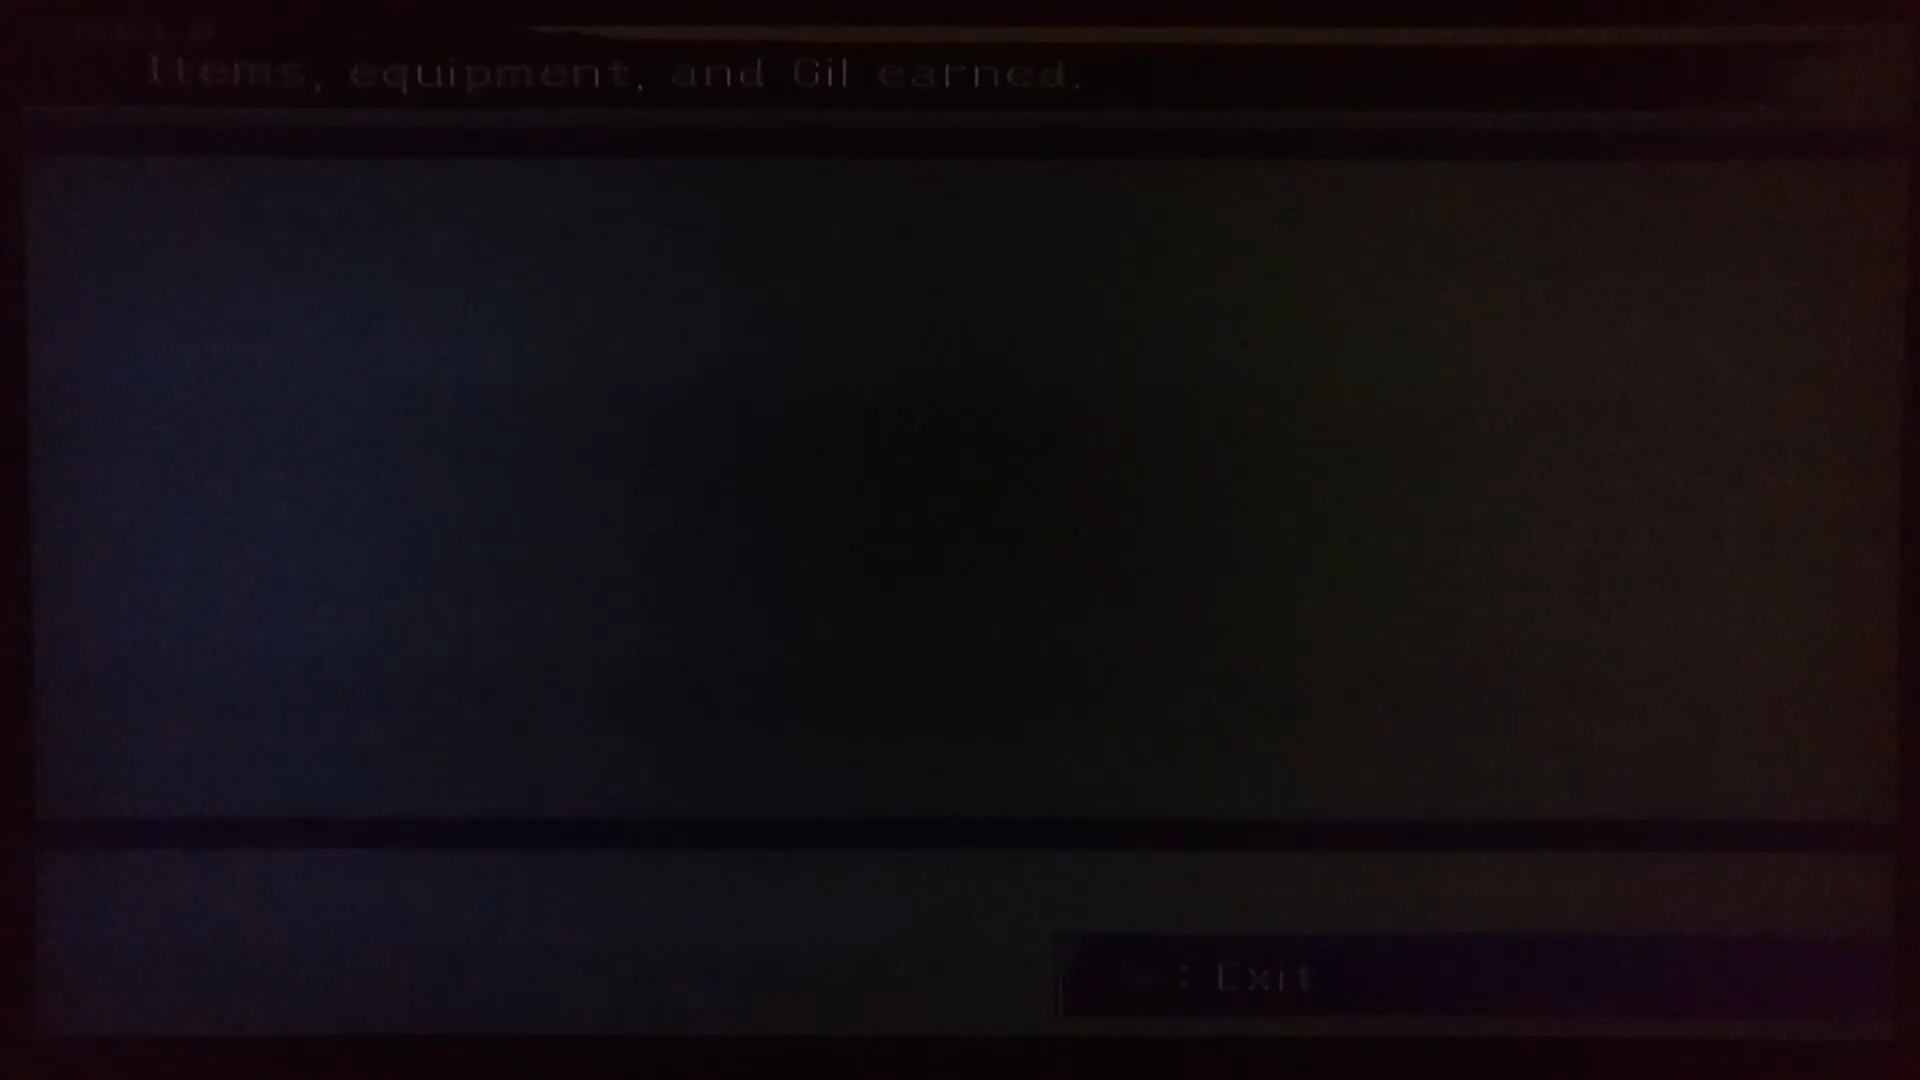 Items, equipment, and Gil earned.
: Exit